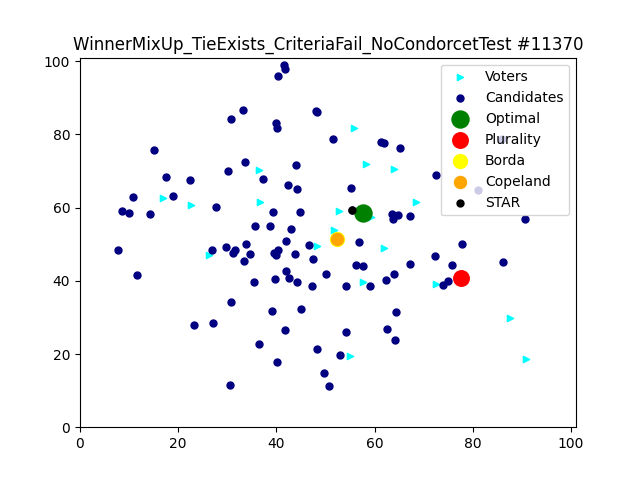 WinnerMixUp_TieExists_CriteriaFail_NoCondorcetTest #11370
100
80
60
40
20
0
0 20 40 60 80 100
Voters
Candidates
Optimal
Plurality
Borda
Copeland
STAR